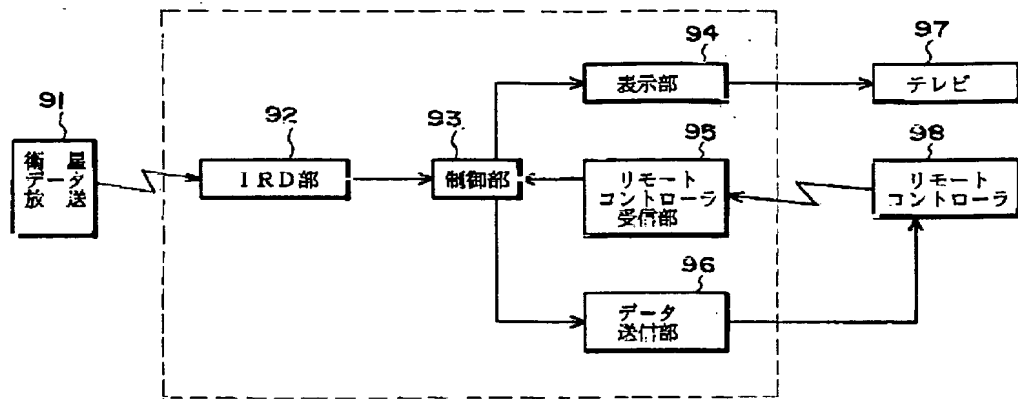 91
衛星
データ
放送
92
IRD部
93
制御部
94
表示部
95
リモート
コントローラ
受信部
96
データ
送信部
97
テレビ
98
リモート
コントローラ